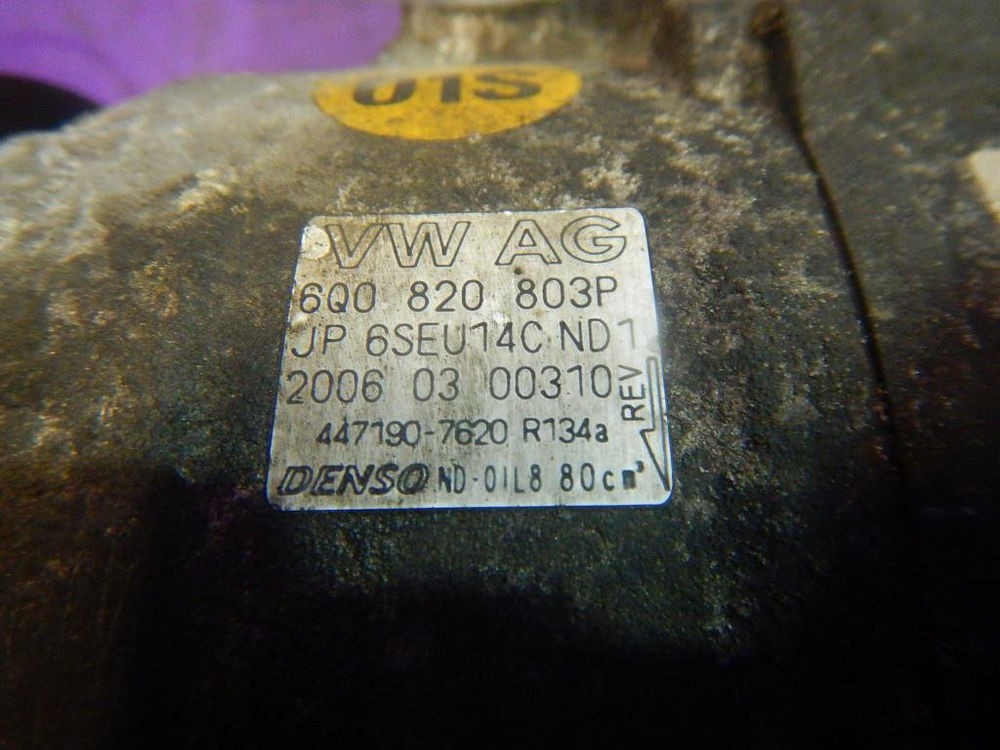 UTS
VW AG
6Q0 820 803P
JP 6SEU14C ND1
2006 03 00310
REV
447190-7620 R134a
DENSO ND-OIL8 80cm³